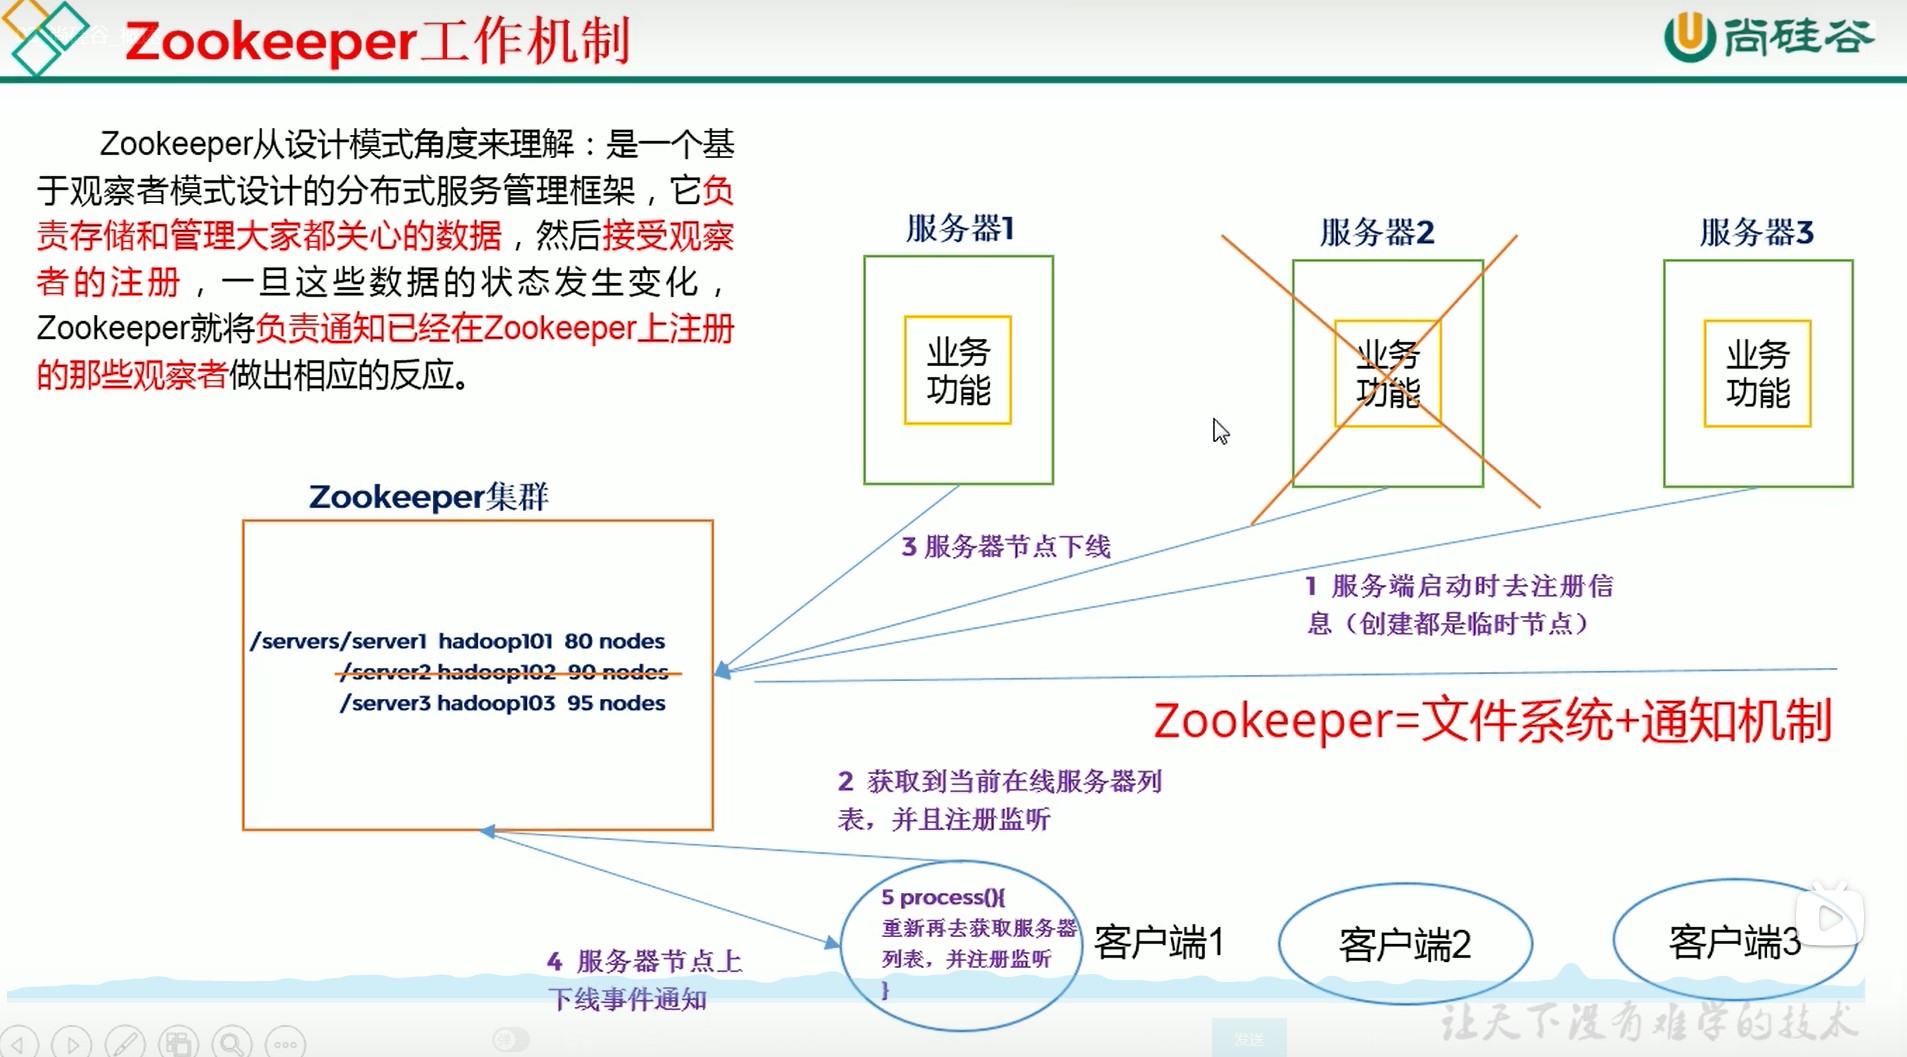 Zookeeper工作机制
尚硅谷
Zookeeper从设计模式角度来理解：是一个基
于观察者模式设计的分布式服务管理框架，它负
责存储和管理大家都关心的数据，然后接受观察
者的注册，一旦这些数据的状态发生变化，
Zookeeper就将负责通知已经在Zookeeper上注册
的那些观察者做出相应的反应。
服务器1
服务器2
服务器3
业务
功能
业务
功能
业务
功能
Zookeeper集群
/servers/server1 hadoop101 80 nodes
/server2 hadoop102 90 nodes
/server3 hadoop103 95 nodes
3 服务器节点下线
1 服务端启动时去注册信
息（创建都是临时节点）
Zookeeper=文件系统+通知机制
2 获取到当前在线服务器列
表，并且注册监听
5 process(){
重新再去获取服务器
列表，并注册监听
}
客户端1
客户端2
客户端3
4 服务器节点上
下线事件通知
让天下没有难学的技术
弹
发送